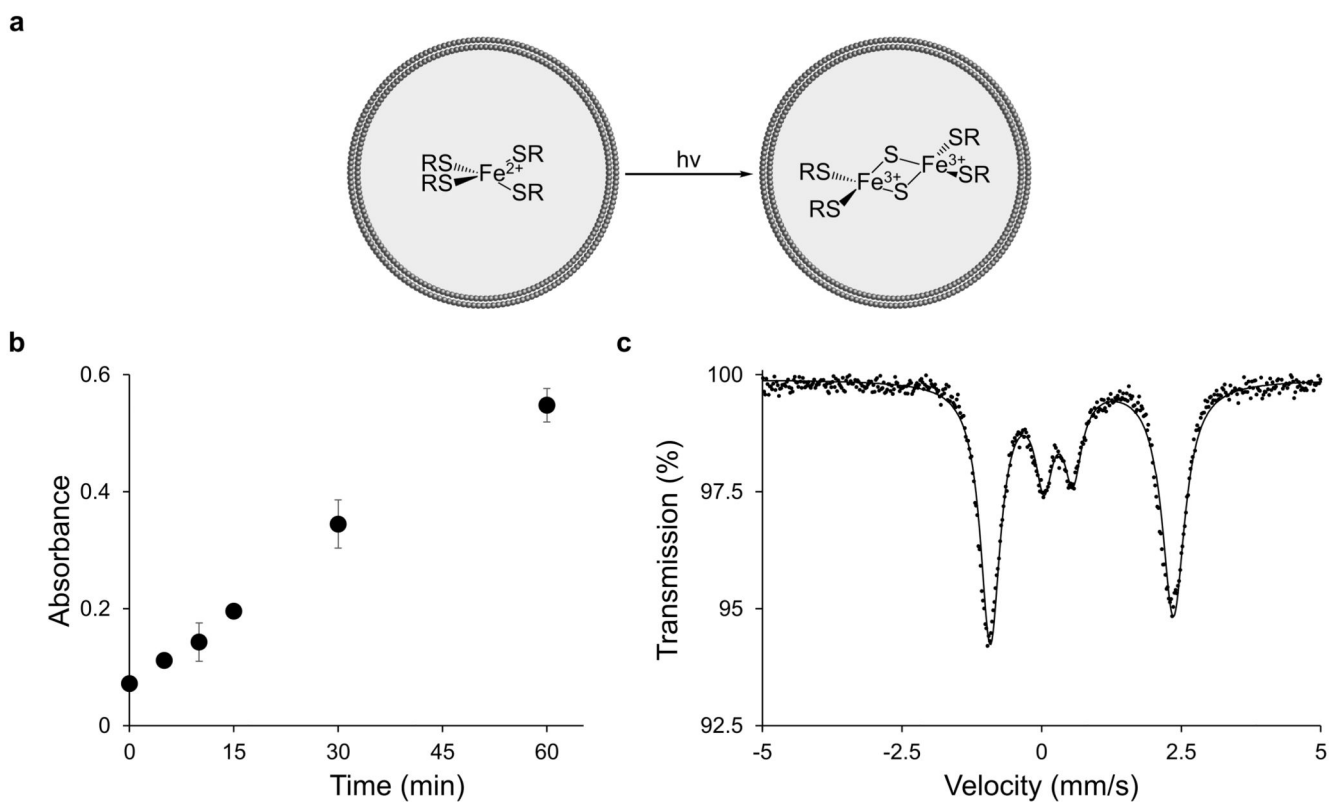 a
RS
RS
Fe2+
SR
SR
hν
RS
RS
Fe3+
S
S
Fe3+
SR
SR
b
0.6
0.4
0.2
0
Absorbance
0
15
30
45
60
Time (min)
c
100
97.5
95
92.5
Transmission (%)
-5
-2.5
0
2.5
5
Velocity (mm/s)